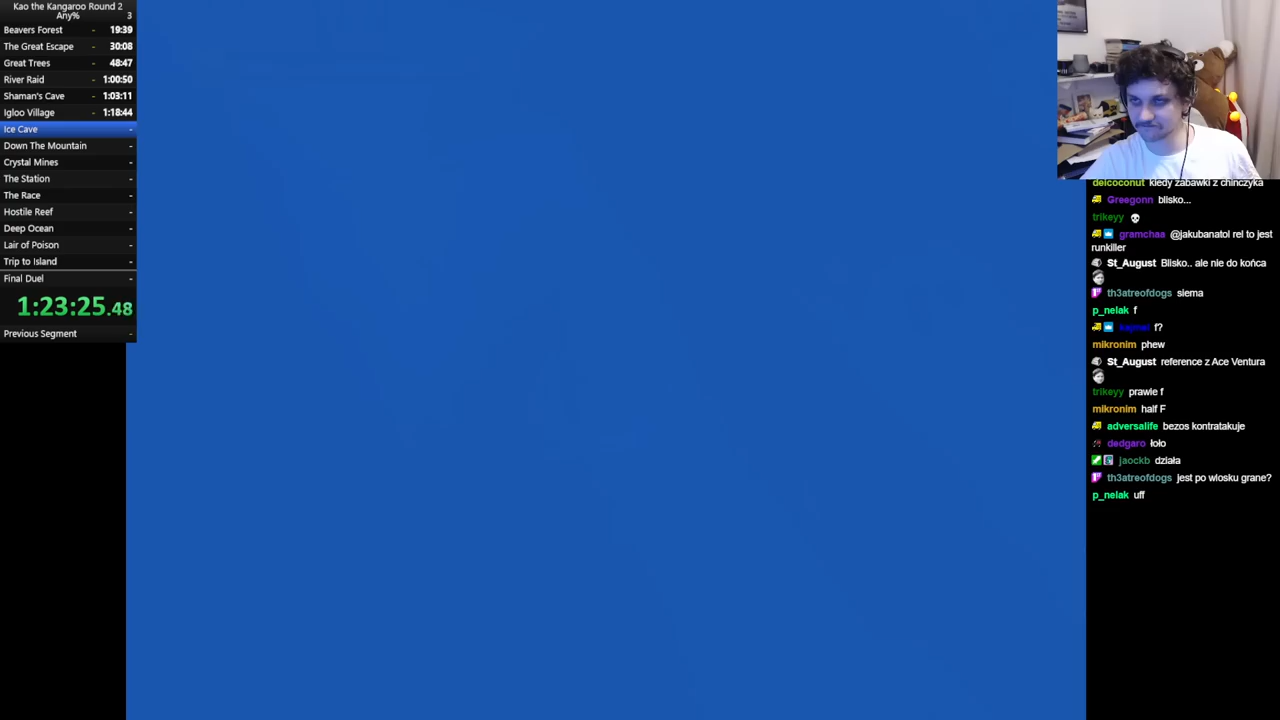 Kao the Kangaroo Round 2
Any% 3
Beavers Forest - 19:39
The Great Escape - 30:08
Great Trees - 48:47
River Raid - 1:00:50
Shaman's Cave - 1:03:11
Igloo Village - 1:18:44
Ice Cave -
Down The Mountain -
Crystal Mines -
The Station -
The Race -
Hostile Reef -
Deep Ocean -
Lair of Poison -
Trip to Island -
Final Duel -
1:23:25.48
Previous Segment -
delcoconut kiedy zabawki z chinczyka
Greegonn blisko...
trikeyy
gramchaa @jakubanatol rel to jest
runkiller
St_August Blisko.. ale nie do końca
th3atreofdogs siema
p_nelak f
f?
mikronim phew
St_August reference z Ace Ventura
trikeyy prawie f
mikronim half F
adversalife bezos kontratakuje
dedgaro łoło
jaockb działa
th3atreofdogs jest po wlosku grane?
p_nelak uff